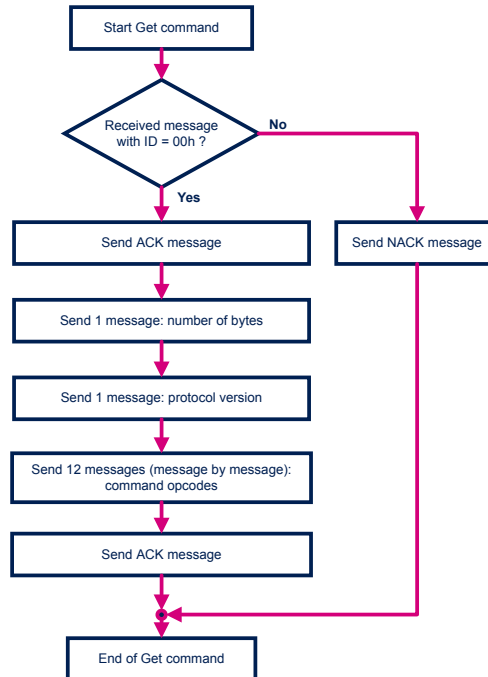 Start Get command
Received message
with ID = 00h ?
No
Yes
Send ACK message
Send NACK message
Send 1 message: number of bytes
Send 1 message: protocol version
Send 12 messages (message by message):
command opcodes
Send ACK message
End of Get command